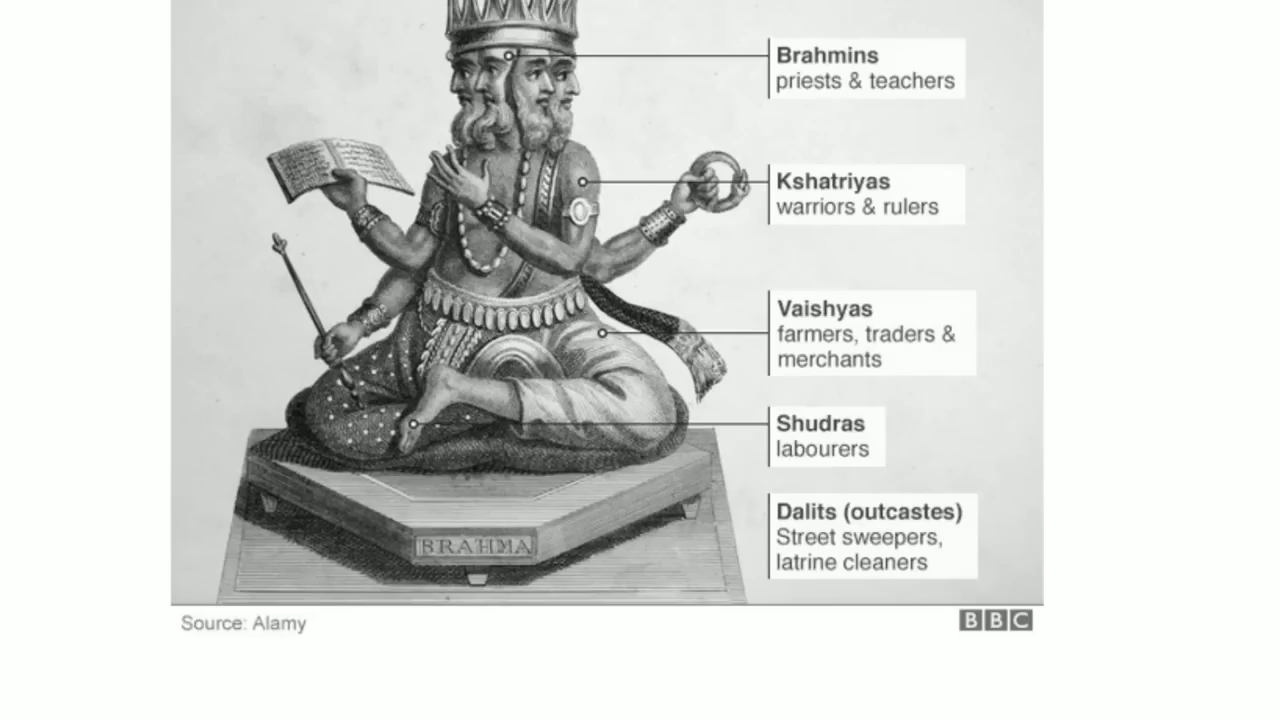 Brahmins
priests & teachers
Kshatriyas
warriors & rulers
Vaishyas
farmers, traders &
merchants
Shudras
labourers
Dalits (outcastes)
Street sweepers,
latrine cleaners
BRAHMA
Source: Alamy
BBC